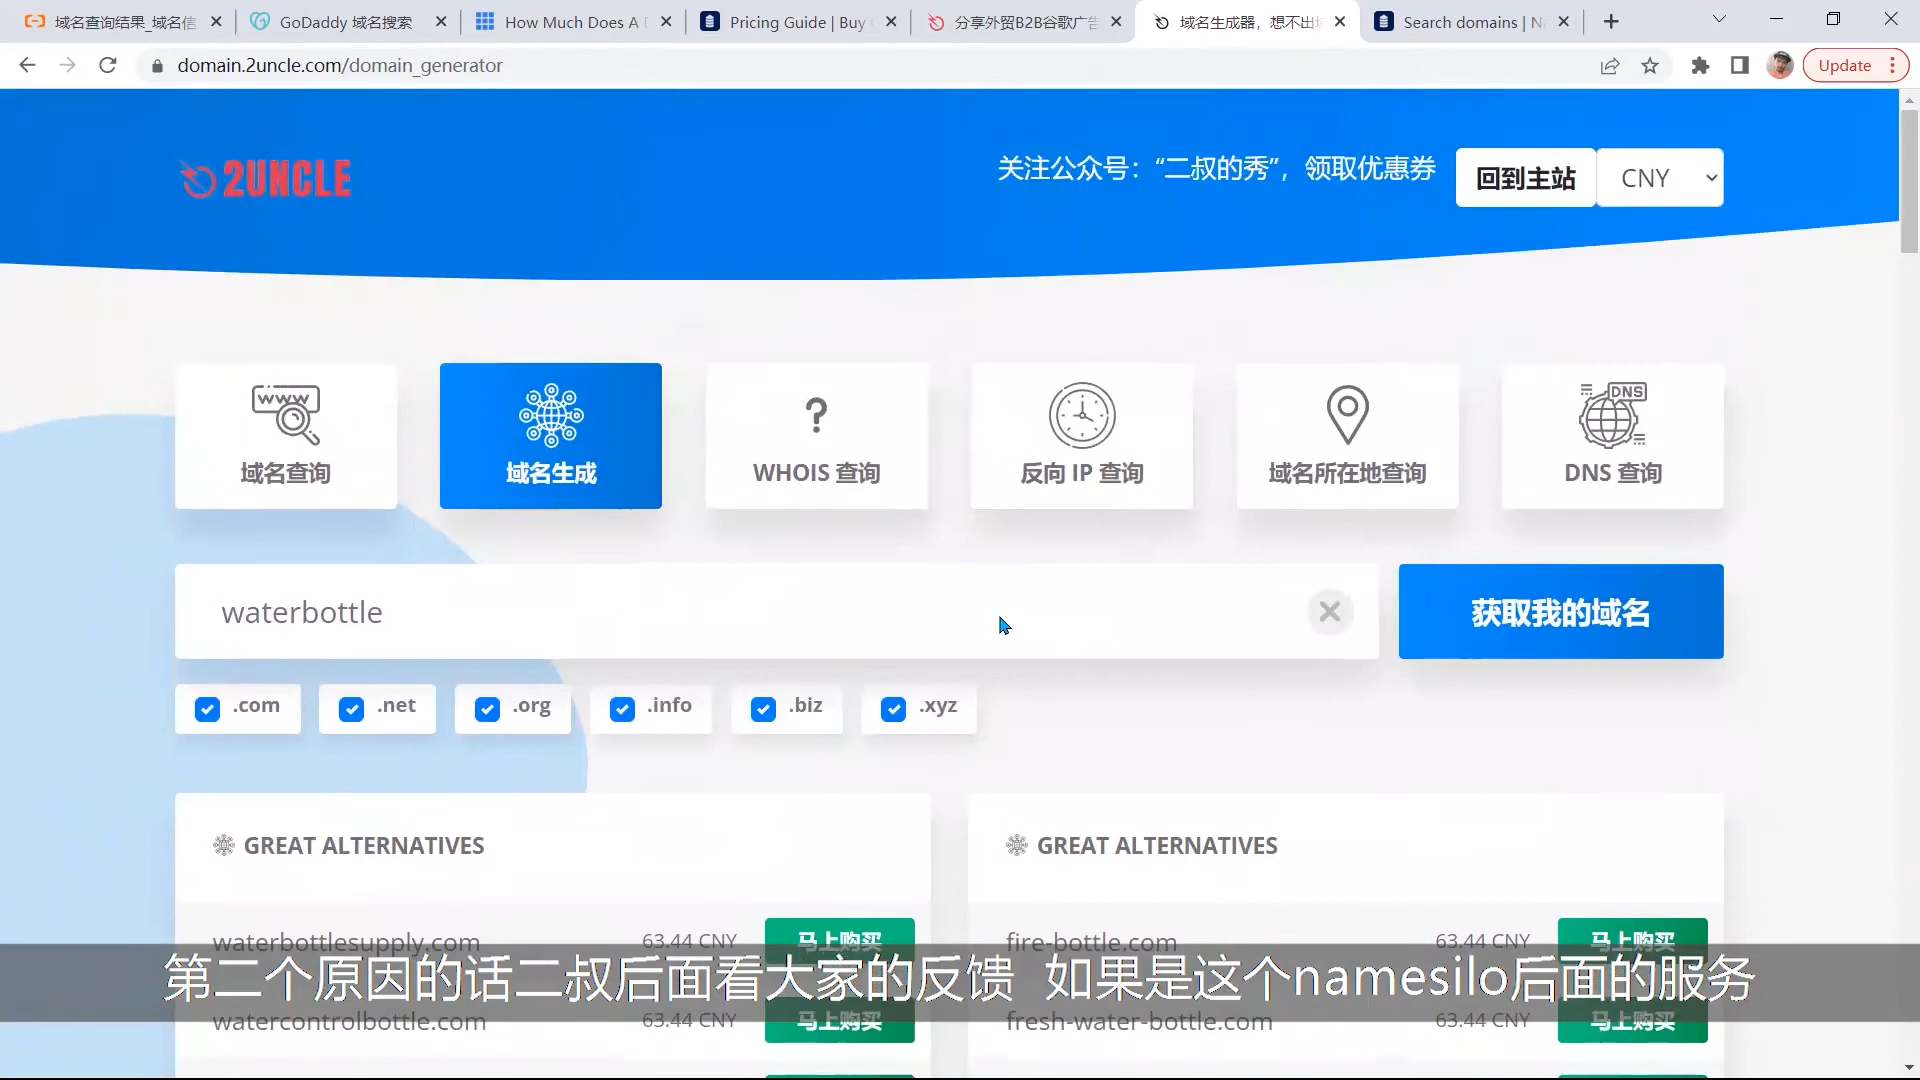 域名查询结果_域名信
GoDaddy 域名搜索
How Much Does A D
Pricing Guide | Buy
分享外贸B2B谷歌广告
域名生成器，想不出域
Search domains | Na
domain.2uncle.com/domain_generator
Update
2UNCLE
关注公众号：“二叔的秀”，领取优惠券
回到主站
CNY
域名查询
域名生成
WHOIS 查询
反向 IP 查询
域名所在地查询
DNS
DNS 查询
www
waterbottle
获取我的域名
.com
.net
.org
.info
.biz
.xyz
GREAT ALTERNATIVES
waterbottlesupply.com 63.44 CNY 马上购买
watercontrolbottle.com 63.44 CNY 马上购买
GREAT ALTERNATIVES
fire-bottle.com 63.44 CNY 马上购买
fresh-water-bottle.com 63.44 CNY 马上购买
第二个原因的话二叔后面看大家的反馈 如果是这个namesilo后面的服务